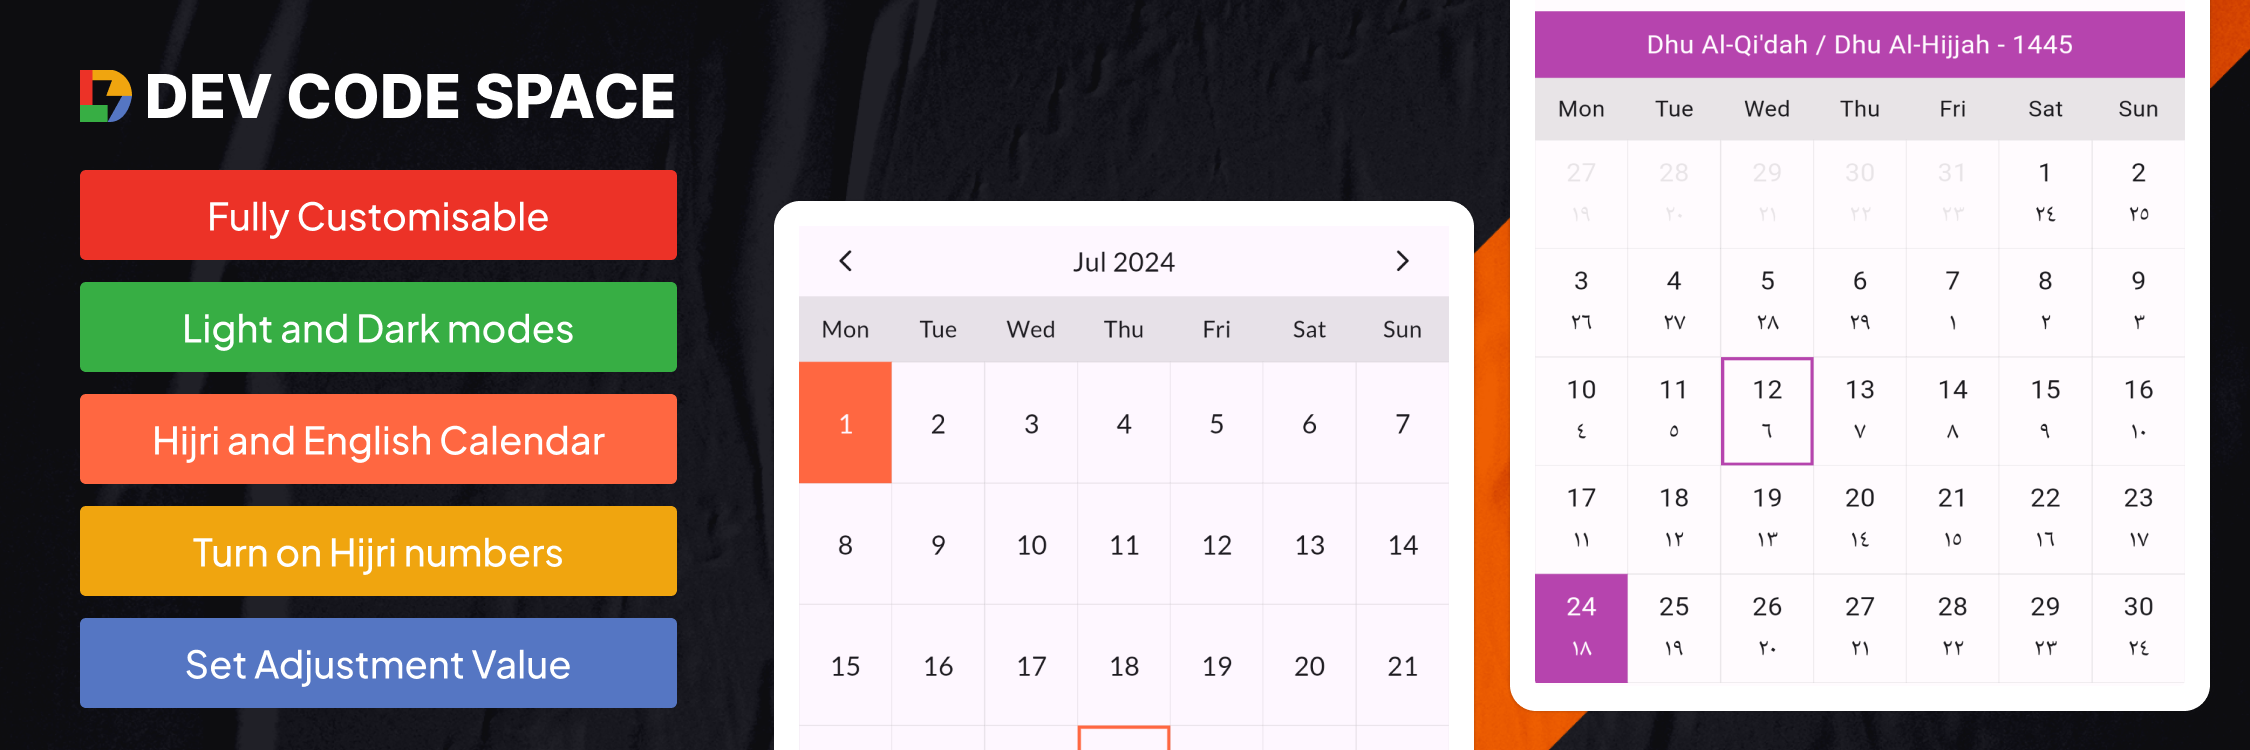 DEV CODE SPACE
Fully Customisable
Light and Dark modes
Hijri and English Calendar
Turn on Hijri numbers
Set Adjustment Value
Jul 2024
Mon Tue Wed Thu Fri Sat Sun
1 2 3 4 5 6 7
8 9 10 11 12 13 14
15 16 17 18 19 20 21
Dhu Al-Qi'dah / Dhu Al-Hijjah - 1445
Mon Tue Wed Thu Fri Sat Sun
27 28 29 30 31 1 2
١٩ ٢٠ ٢١ ٢٢ ٢٣ ٢٤ ٢٥
3 4 5 6 7 8 9
٢٦ ٢٧ ٢٨ ٢٩ ١ ٢ ٣
10 11 12 13 14 15 16
٤ ٥ ٦ ٧ ٨ ٩ ١٠
17 18 19 20 21 22 23
١١ ١٢ ١٣ ١٤ ١٥ ١٦ ١٧
24 25 26 27 28 29 30
١٨ ١٩ ٢٠ ٢١ ٢٢ ٢٣ ٢٤